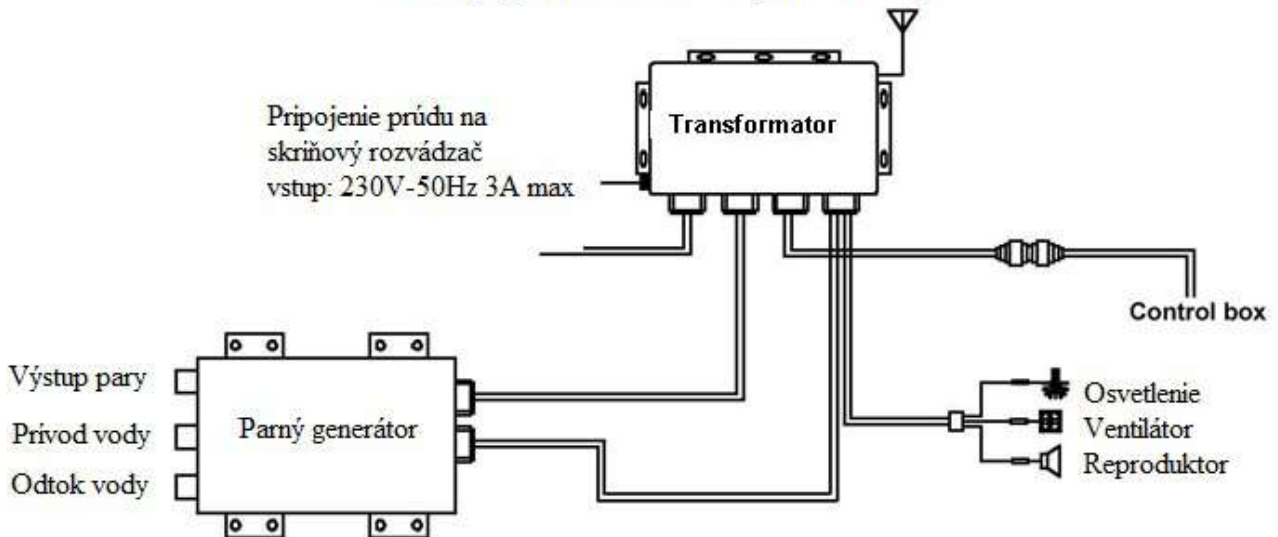 Pripojenie prúdu na
skriňový rozvádzač
vstup: 230V-50Hz 3A max
Transformator
Control box
Výstup pary
Prívod vody
Odtok vody
Parný generátor
Osvetlenie
Ventilátor
Reproduktor